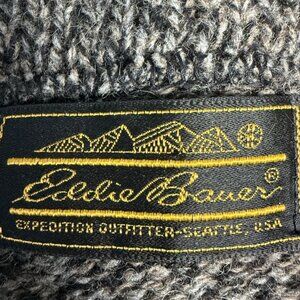 Eddie Bauer®
EXPEDITION OUTFITTER-SEATTLE, USA